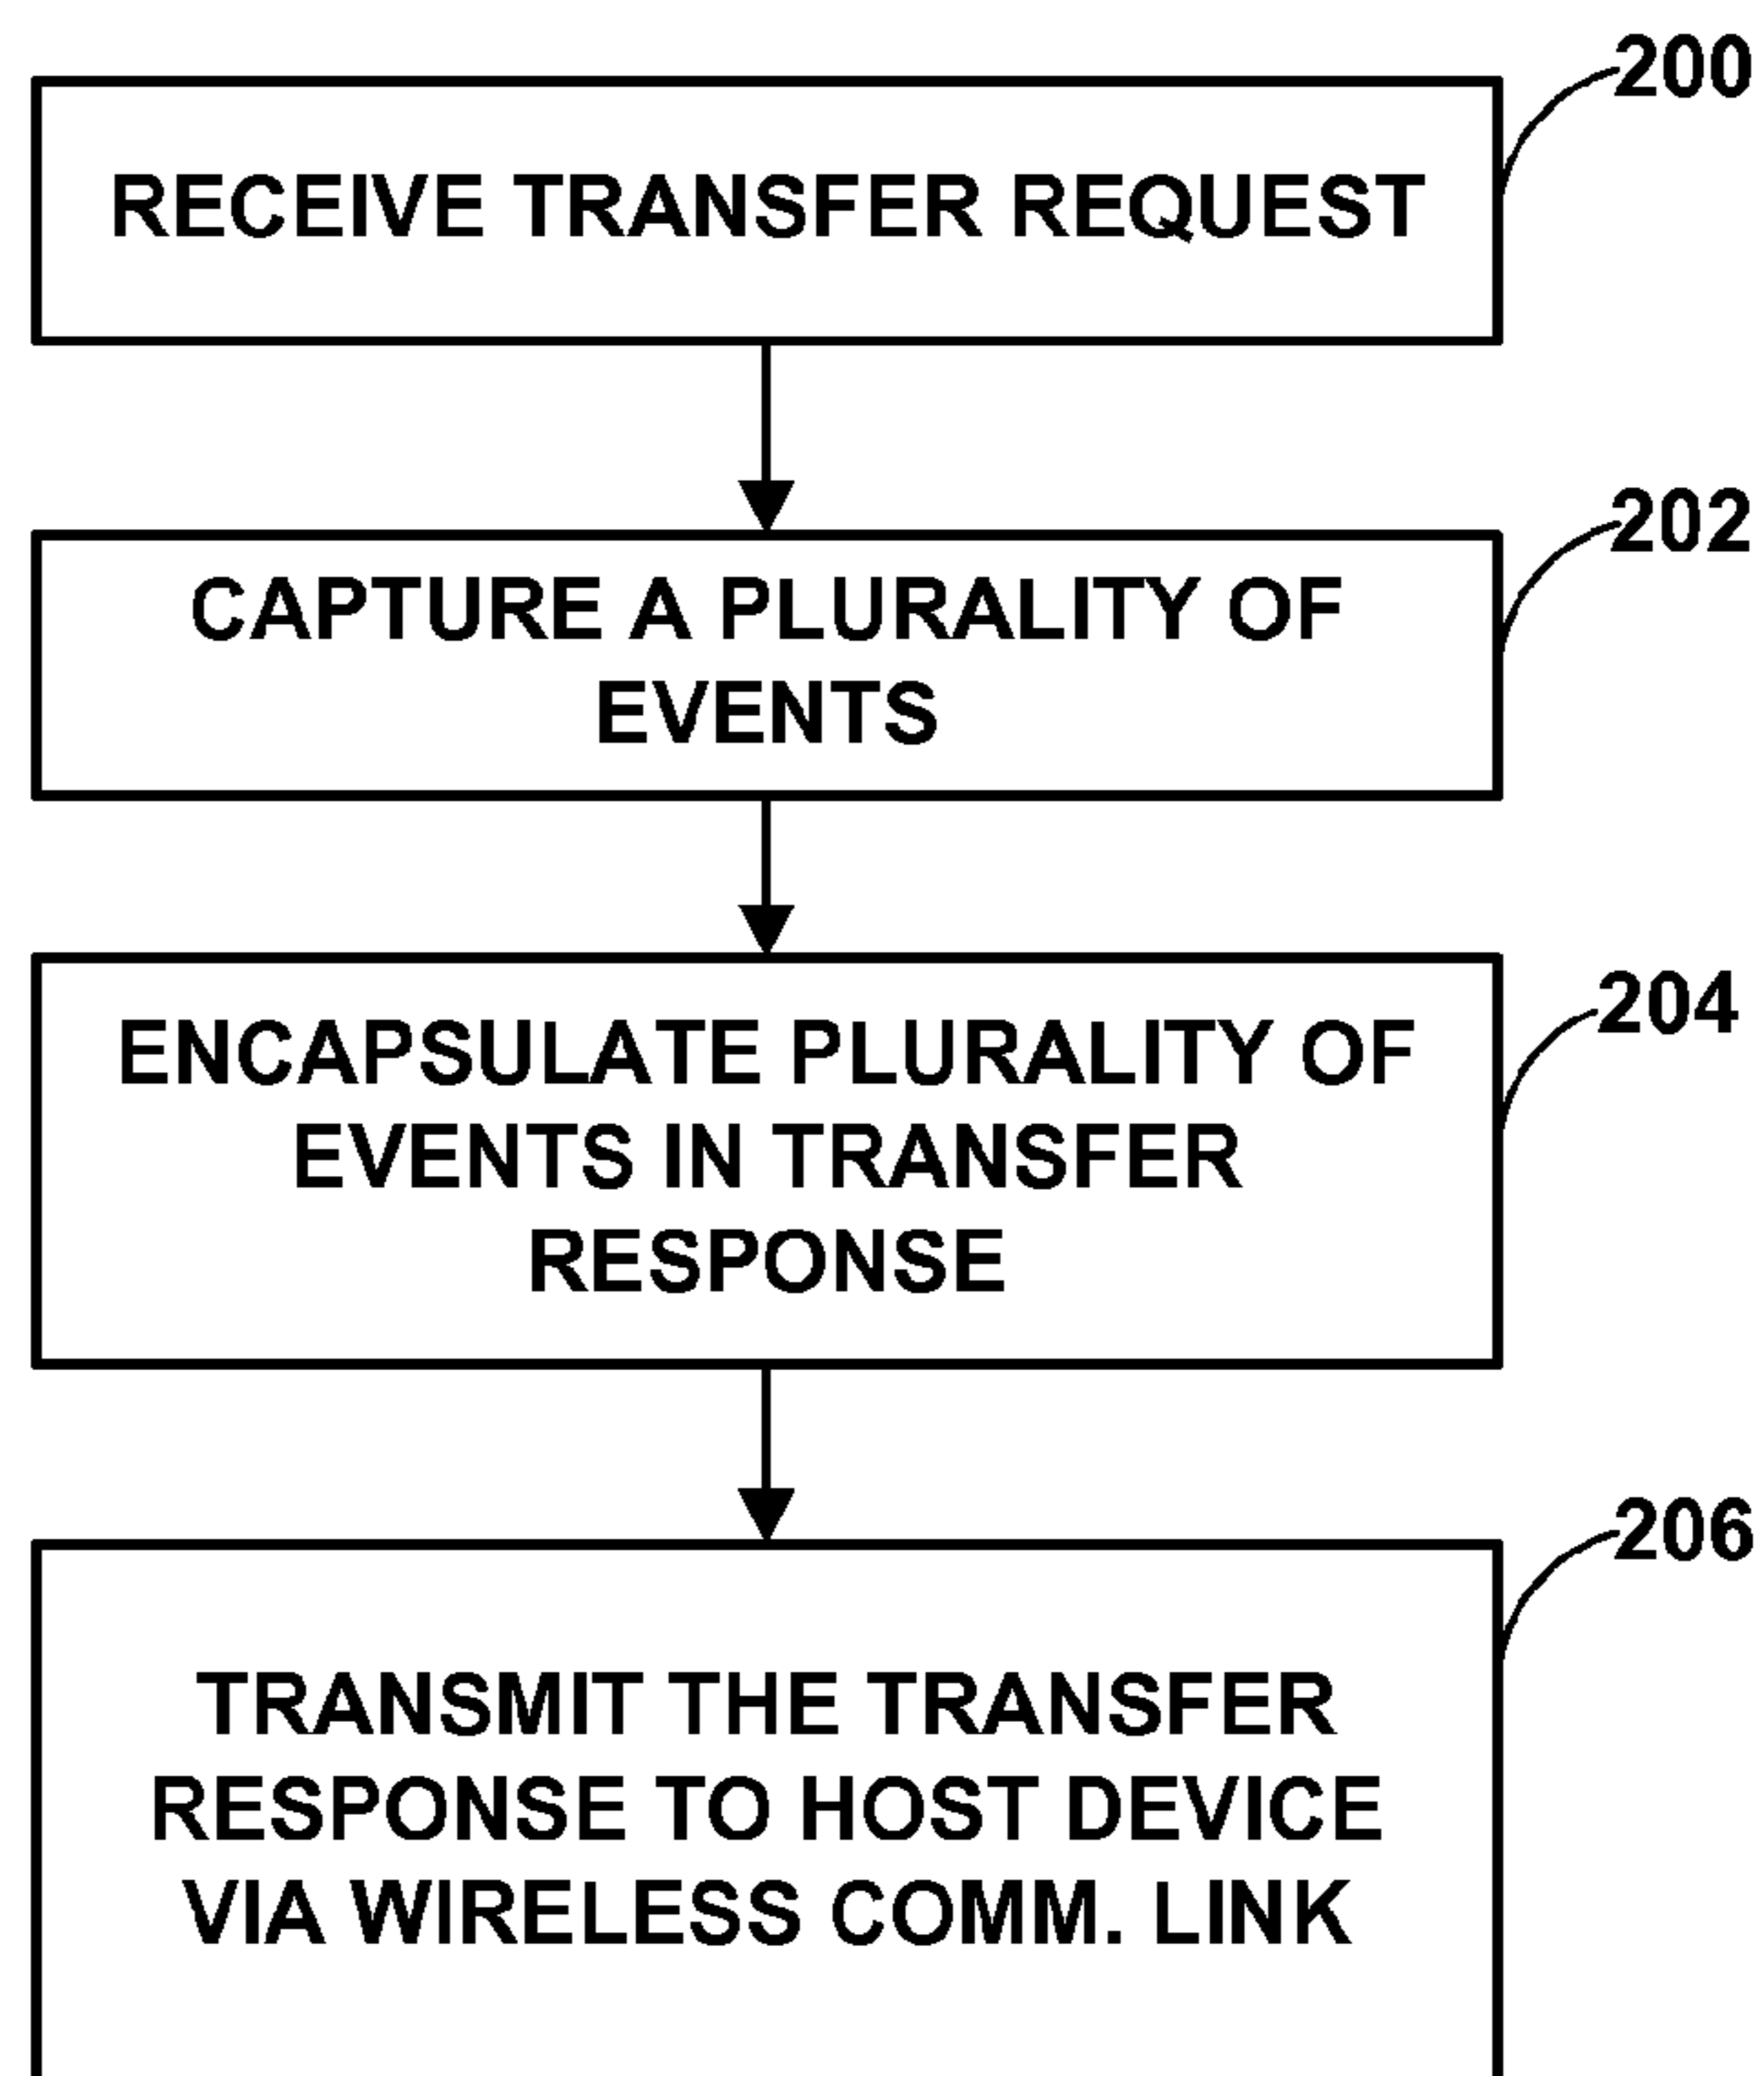 200
RECEIVE TRANSFER REQUEST
202
CAPTURE A PLURALITY OF
EVENTS
204
ENCAPSULATE PLURALITY OF
EVENTS IN TRANSFER
RESPONSE
206
TRANSMIT THE TRANSFER
RESPONSE TO HOST DEVICE
VIA WIRELESS COMM. LINK